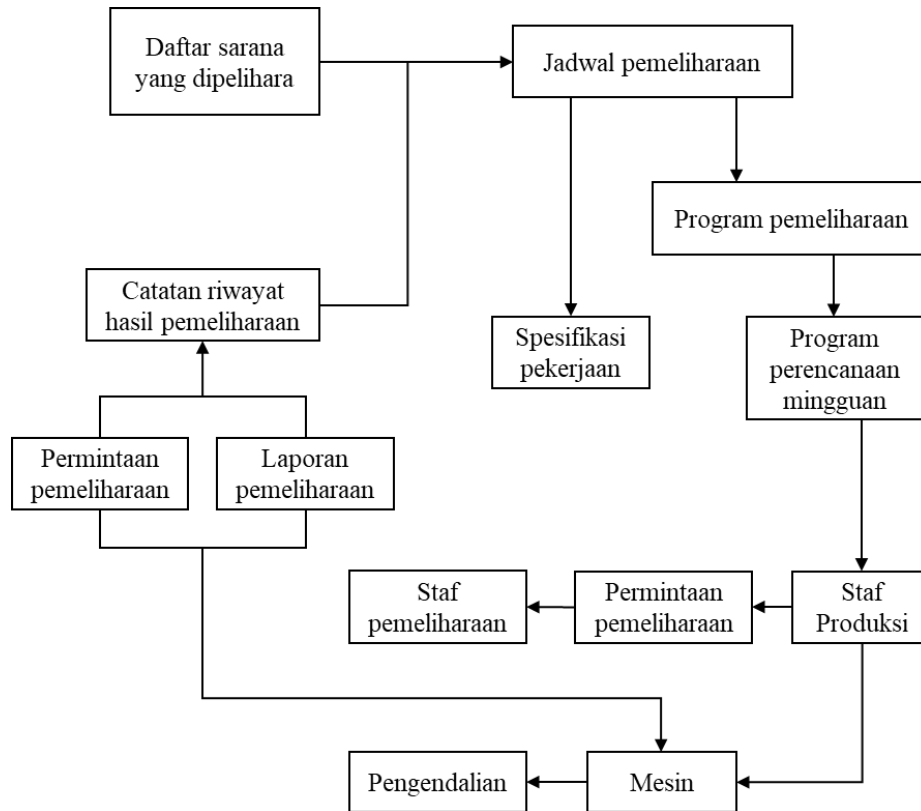 Daftar sarana
yang dipelihara
Jadwal pemeliharaan
Program pemeliharaan
Catatan riwayat
hasil pemeliharaan
Spesifikasi
pekerjaan
Program
perencanaan
mingguan
Permintaan
pemeliharaan
Laporan
pemeliharaan
Staf
pemeliharaan
Permintaan
pemeliharaan
Staf
Produksi
Pengendalian
Mesin